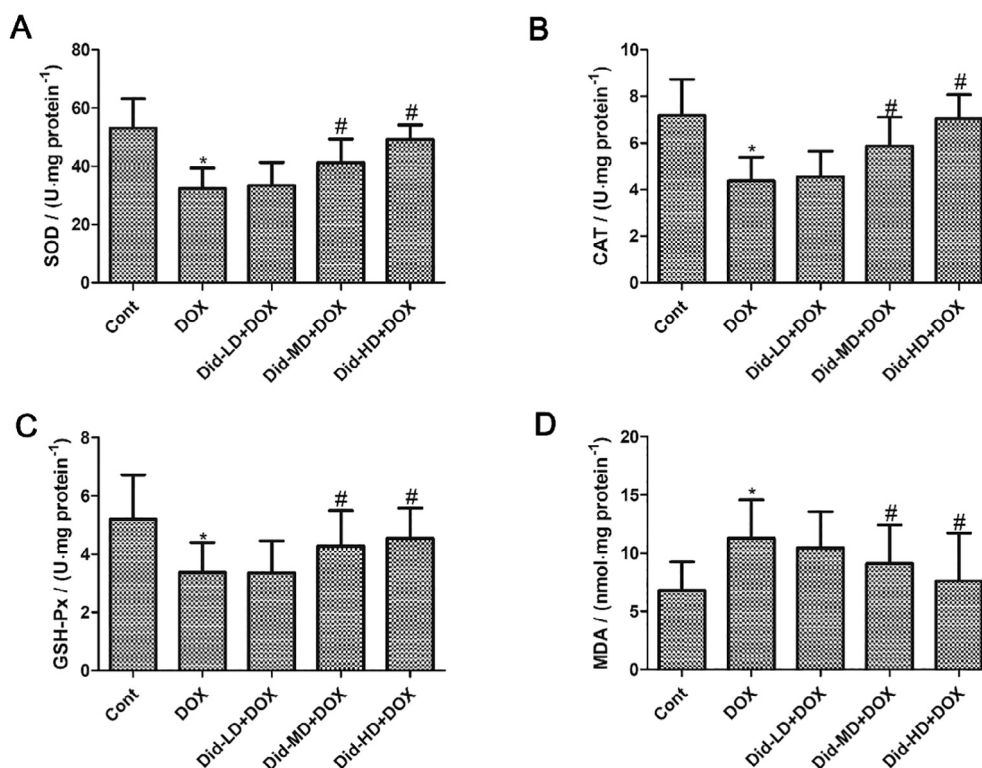 A
SOD / (U·mg protein⁻¹)
80
60
40
20
0
*
#
#
Cont
DOX
Did-LD+DOX
Did-MD+DOX
Did-HD+DOX
B
CAT / (U·mg protein⁻¹)
10
8
6
4
2
0
*
#
#
Cont
DOX
Did-LD+DOX
Did-MD+DOX
Did-HD+DOX
C
GSH-Px / (U·mg protein⁻¹)
8
6
4
2
0
*
#
#
Cont
DOX
Did-LD+DOX
Did-MD+DOX
Did-HD+DOX
D
MDA / (nmol·mg protein⁻¹)
20
15
10
5
0
*
#
#
Cont
DOX
Did-LD+DOX
Did-MD+DOX
Did-HD+DOX